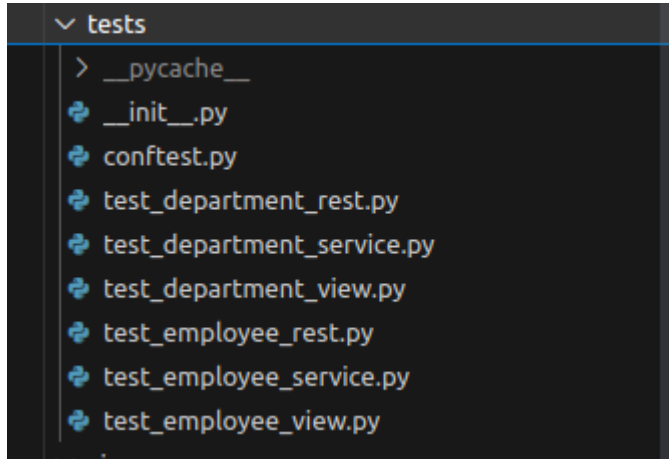 tests
__pycache__
__init__.py
conftest.py
test_department_rest.py
test_department_service.py
test_department_view.py
test_employee_rest.py
test_employee_service.py
test_employee_view.py